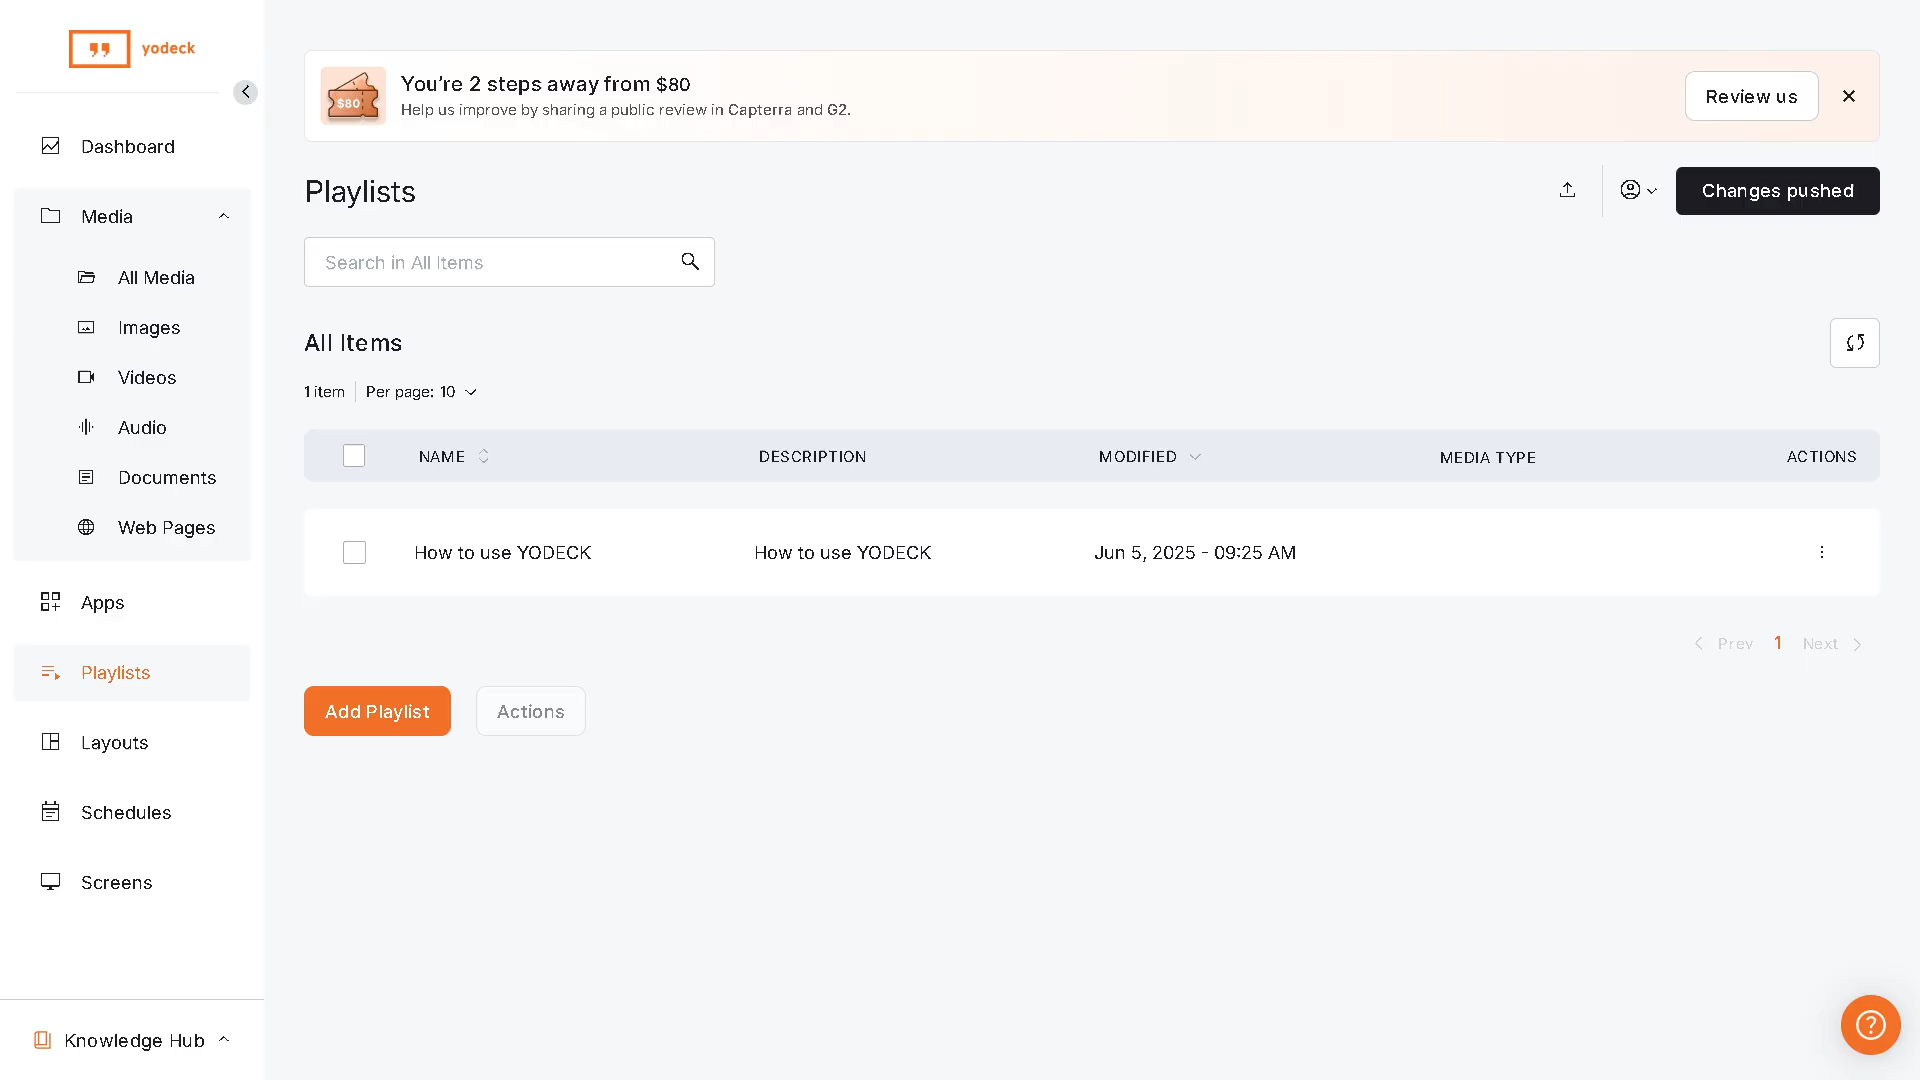 yodeck
Dashboard
Media
All Media
Images
Videos
Audio
Documents
Web Pages
Apps
Playlists
Layouts
Schedules
Screens
Knowledge Hub
$80
You’re 2 steps away from $80
Help us improve by sharing a public review in Capterra and G2.
Review us
Playlists
Changes pushed
Search in All Items
All Items
1 item
Per page: 10
NAME
DESCRIPTION
MODIFIED
MEDIA TYPE
ACTIONS
How to use YODECK
How to use YODECK
Jun 5, 2025 - 09:25 AM
Prev 1 Next
Add Playlist
Actions